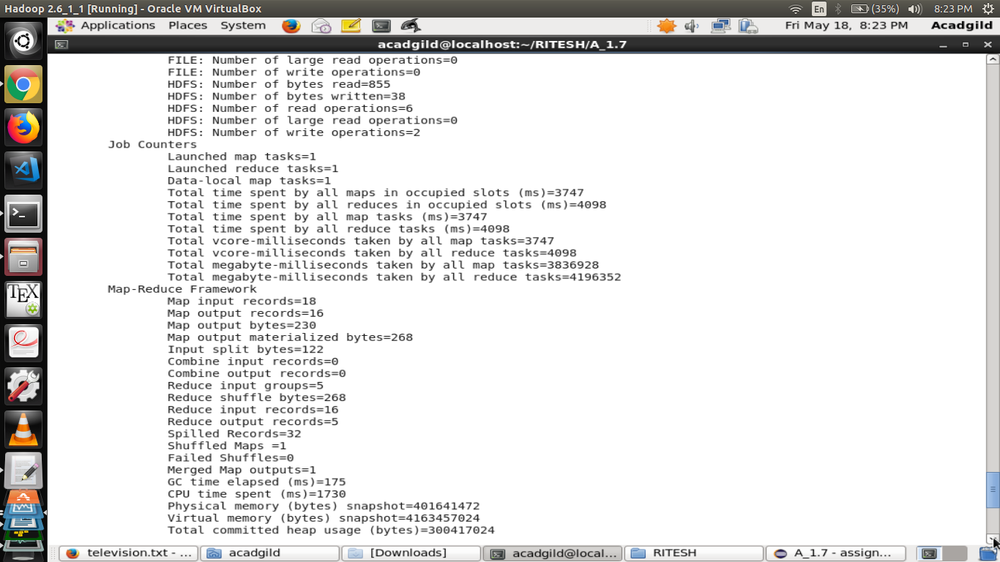 Hadoop 2.6_1_1 [Running] - Oracle VM VirtualBox
En
(35%)
8:23 PM
Applications Places System
Fri May 18, 8:23 PM Acadgild
acadgild@localhost:~/RITESH/A_1.7
FILE: Number of large read operations=0
FILE: Number of write operations=0
HDFS: Number of bytes read=855
HDFS: Number of bytes written=38
HDFS: Number of read operations=6
HDFS: Number of large read operations=0
HDFS: Number of write operations=2
Job Counters
Launched map tasks=1
Launched reduce tasks=1
Data-local map tasks=1
Total time spent by all maps in occupied slots (ms)=3747
Total time spent by all reduces in occupied slots (ms)=4098
Total time spent by all map tasks (ms)=3747
Total time spent by all reduce tasks (ms)=4098
Total vcore-milliseconds taken by all map tasks=3747
Total vcore-milliseconds taken by all reduce tasks=4098
Total megabyte-milliseconds taken by all map tasks=3836928
Total megabyte-milliseconds taken by all reduce tasks=4196352
Map-Reduce Framework
Map input records=18
Map output records=16
Map output bytes=230
Map output materialized bytes=268
Input split bytes=122
Combine input records=0
Combine output records=0
Reduce input groups=5
Reduce shuffle bytes=268
Reduce input records=16
Reduce output records=5
Spilled Records=32
Shuffled Maps =1
Failed Shuffles=0
Merged Map outputs=1
GC time elapsed (ms)=175
CPU time spent (ms)=1730
Physical memory (bytes) snapshot=401641472
Virtual memory (bytes) snapshot=4163457024
Total committed heap usage (bytes)=300417024
TEX
television.txt - ...
acadgild
[Downloads]
acadgild@local...
RITESH
A_1.7 - assign...